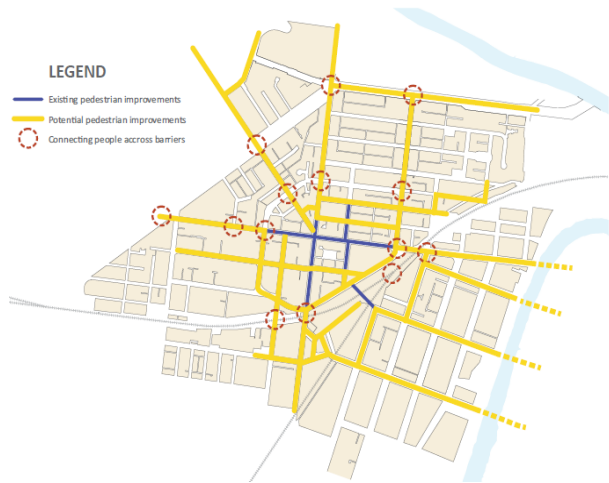 LEGEND
Existing pedestrian improvements
Potential pedestrian improvements
Connecting people accross barriers